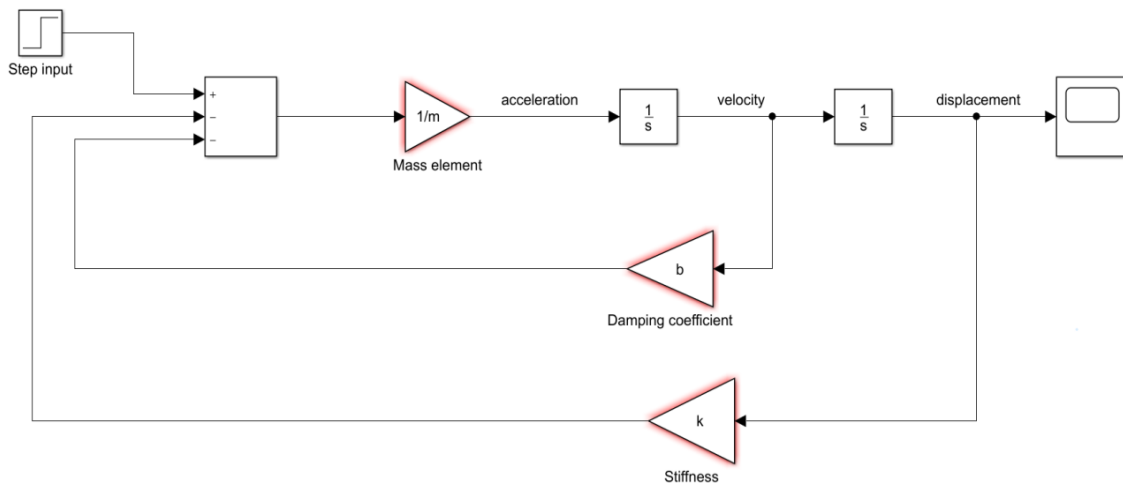 Step input
+
−
−
1/m
Mass element
acceleration
1
s
velocity
1
s
displacement
b
Damping coefficient
k
Stiffness